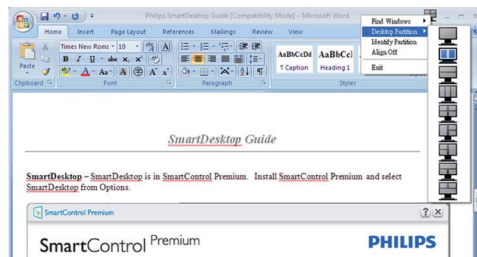 Philips SmartDesktop Guide [Compatibility Mode] - Microsoft Word
Home Insert Page Layout References Mailings Review View
Find Windows
Desktop Partition
Identify Partition
Align Off
Exit
Paste
Times New Roma 10
B I U abc x, x²
AaBbCcDd AaBbCc]
¶ Caption Heading 1
Clipboard Font Paragraph Styles
SmartDesktop Guide
SmartDesktop – SmartDesktop is in SmartControl Premium. Install SmartControl Premium and select
SmartDesktop from Options.
SmartControl Premium
SmartControl Premium
PHILIPS